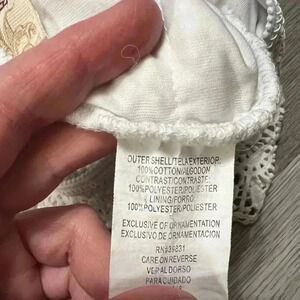 OUTER SHELL/TELA EXTERIOR:
100%COTTON/ALGODON
CONTRAST/CONTRASTE:
100%POLYESTER/POLIESTER
LINING/FORRO:
100%POLYESTER/POLIESTER
EXCLUSIVE OF ORNAMENTATION
EXCLUSIVO DE ORNAMENTACION
CARE ON REVERSE
VER AL DORSO
PARA CUIDADO